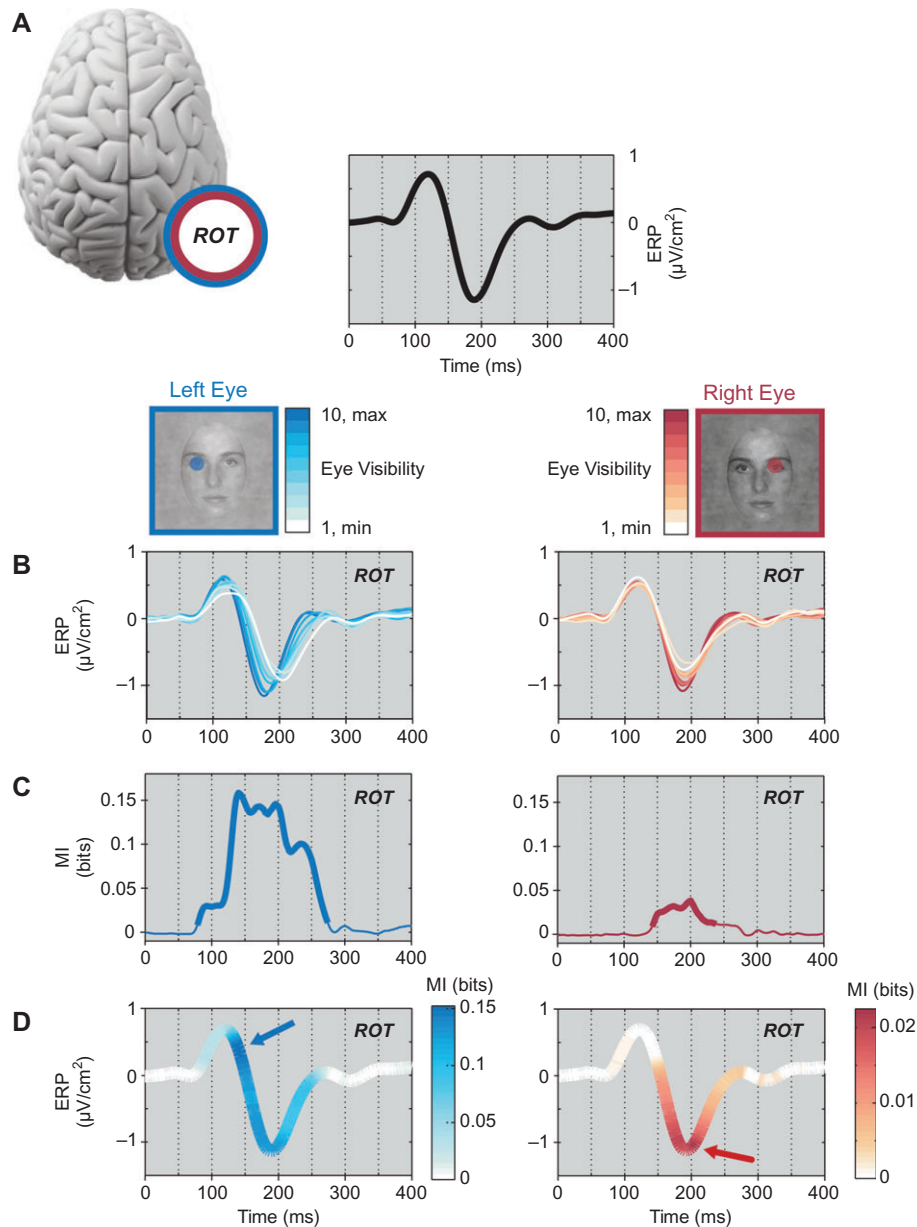 A
ROT
1
0
−1
ERP
(µV/cm²)
0 100 200 300 400
Time (ms)
Left Eye
10, max
Eye Visibility
1, min
Right Eye
10, max
Eye Visibility
1, min
B
ROT
1
0
−1
ERP
(µV/cm²)
0 100 200 300 400
ROT
0 100 200 300 400
C
ROT
0.15
0.1
0.05
0
MI
(bits)
0 100 200 300 400
ROT
0.15
0.1
0.05
0
0 100 200 300 400
D
ROT
1
0
−1
ERP
(µV/cm²)
0 100 200 300 400
Time (ms)
MI (bits)
0.15
0.1
0.05
0
ROT
1
0
−1
0 100 200 300 400
Time (ms)
MI (bits)
0.02
0.01
0